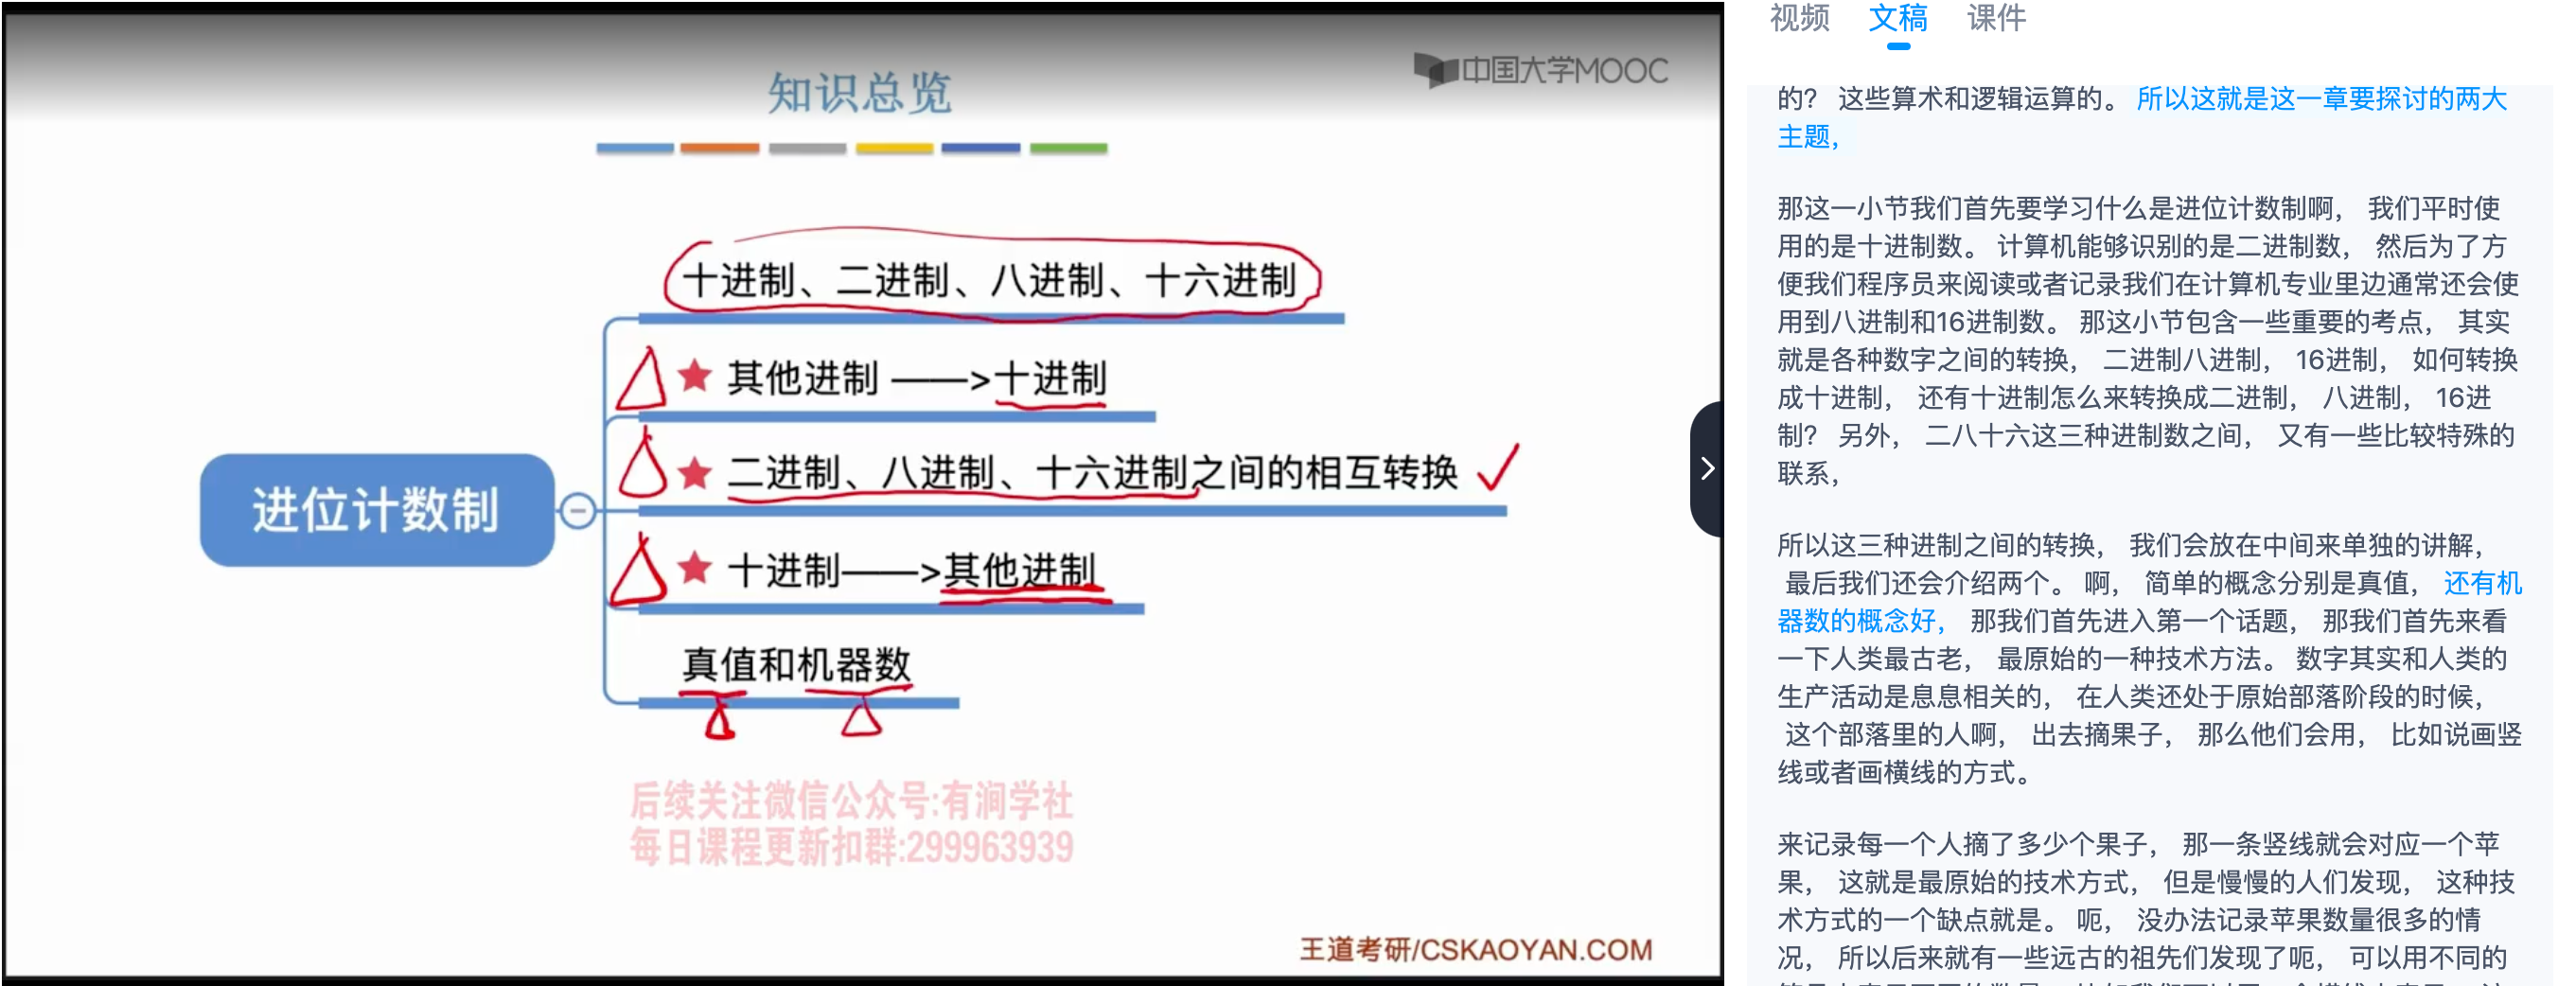 知识总览
中国大学MOOC
十进制、二进制、八进制、十六进制
★ 其他进制 ——>十进制
★ 二进制、八进制、十六进制之间的相互转换
进位计数制
★ 十进制——>其他进制
真值和机器数
后续关注微信公众号:有涧学社
每日课程更新扣群:299963939
王道考研/CSKAOYAN.COM
视频 文稿 课件
的? 这些算术和逻辑运算的。 所以这就是这一章要探讨的两大
主题,
那这一小节我们首先要学习什么是进位计数制啊, 我们平时使
用的是十进制数。 计算机能够识别的是二进制数, 然后为了方
便我们程序员来阅读或者记录我们在计算机专业里边通常还会使
用到八进制和16进制数。 那这小节包含一些重要的考点, 其实
就是各种数字之间的转换, 二进制八进制, 16进制, 如何转换
成十进制, 还有十进制怎么来转换成二进制, 八进制, 16进
制? 另外, 二八十六这三种进制数之间, 又有一些比较特殊的
联系,
所以这三种进制之间的转换, 我们会放在中间来单独的讲解,
最后我们还会介绍两个。 啊, 简单的概念分别是真值, 还有机
器数的概念好, 那我们首先进入第一个话题, 那我们首先来看
一下人类最古老, 最原始的一种技术方法。 数字其实和人类的
生产活动是息息相关的, 在人类还处于原始部落阶段的时候,
这个部落里的人啊, 出去摘果子, 那么他们会用, 比如说画竖
线或者画横线的方式。
来记录每一个人摘了多少个果子, 那一条竖线就会对应一个苹
果, 这就是最原始的技术方式, 但是慢慢的人们发现, 这种技
术方式的一个缺点就是。 呃, 没办法记录苹果数量很多的情
况, 所以后来就有一些远古的祖先们发现了呃, 可以用不同的